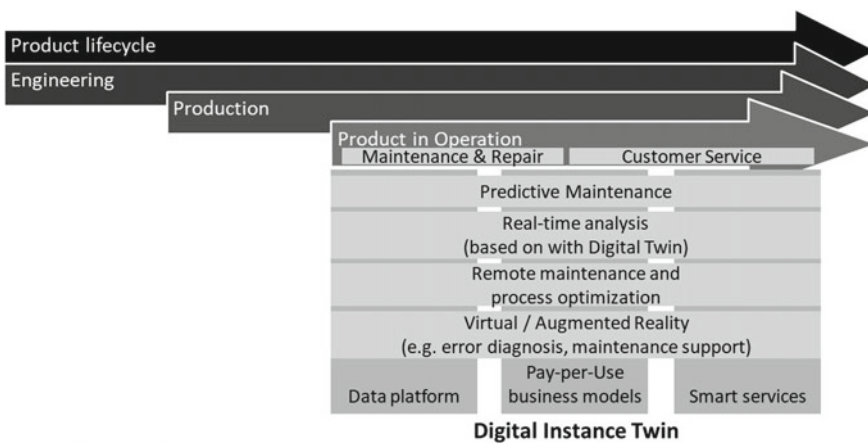 Product lifecycle
Engineering
Production
Product in Operation
Maintenance & Repair
Customer Service
Predictive Maintenance
Real-time analysis
(based on with Digital Twin)
Remote maintenance and
process optimization
Virtual / Augmented Reality
(e.g. error diagnosis, maintenance support)
Data platform
Pay-per-Use
business models
Smart services
Digital Instance Twin